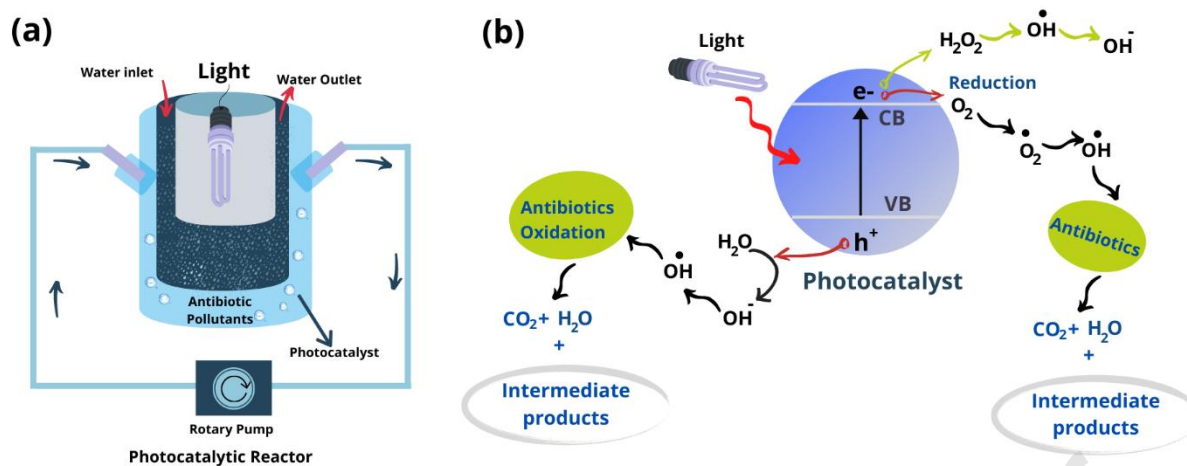 (a)
Water inlet
Light
Water Outlet
Antibiotic
Pollutants
Photocatalyst
Rotary Pump
Photocatalytic Reactor
(b)
Light
H₂O₂
•
OH
OH⁻
e-
Reduction
CB
O₂
•
O₂
•
OH
VB
h⁺
Photocatalyst
H₂O
OH⁻
•
OH
Antibiotics
Oxidation
CO₂ + H₂O
+
Intermediate
products
Antibiotics
CO₂ + H₂O
+
Intermediate
products